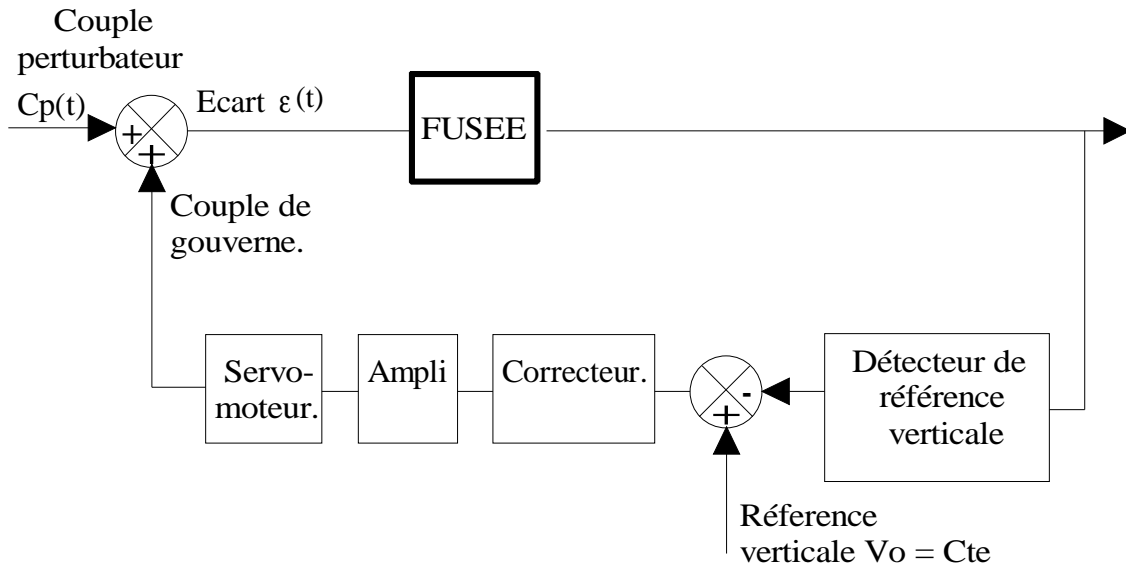 Couple
perturbateur
Cp(t)
+
+
Ecart ε(t)
FUSEE
Couple de
gouverne.
Servo-
moteur.
Ampli
Correcteur.
-
+
Détecteur de
référence
verticale
Réference
verticale Vo = Cte